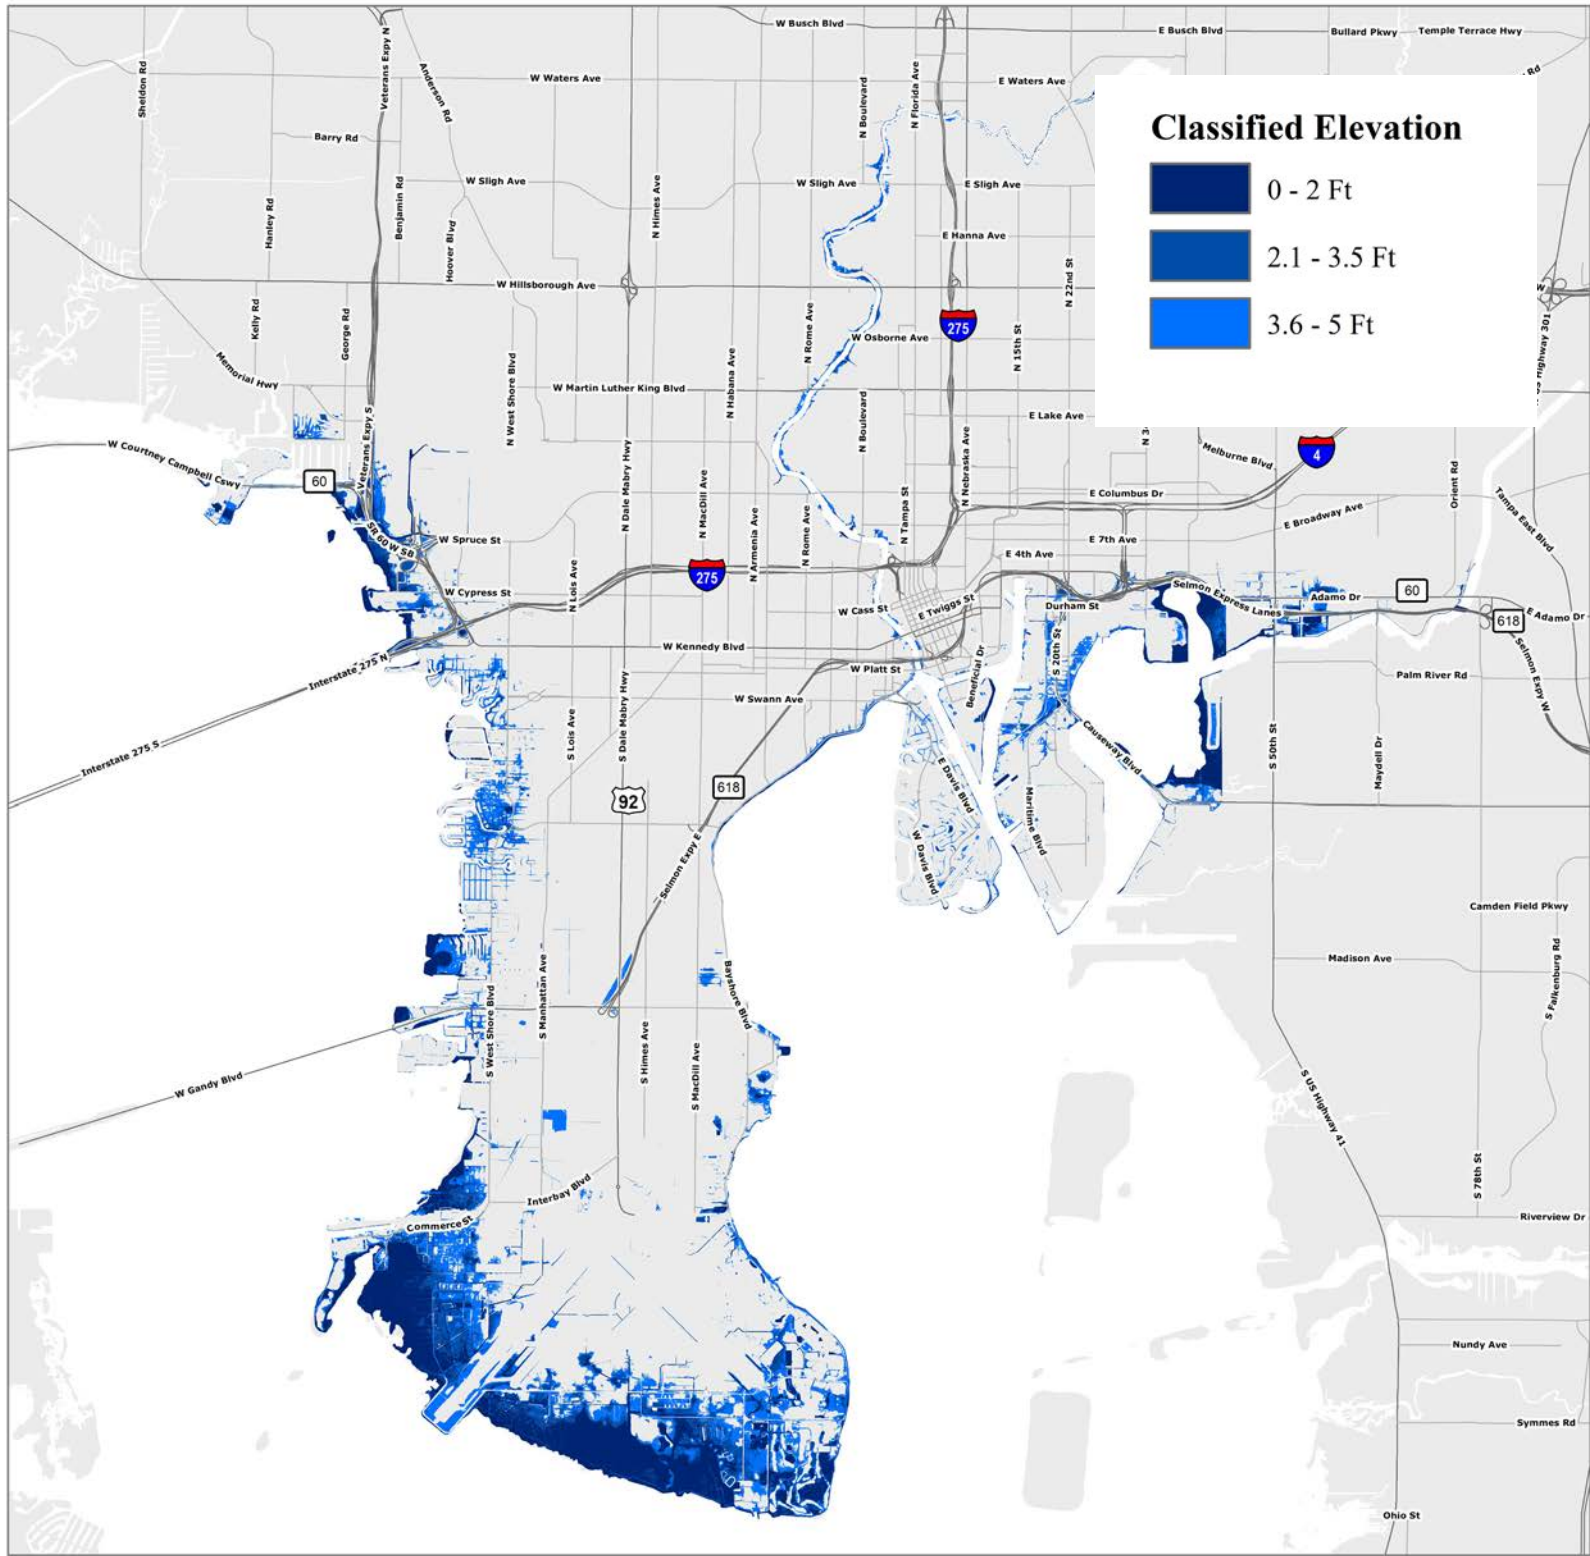 W Busch Blvd
E Busch Blvd
Bullard Pkwy
Temple Terrace Hwy
Sheldon Rd
Veterans Expy N
Anderson Rd
W Waters Ave
N Boulevard
N Florida Ave
E Waters Ave
Rd
Classified Elevation
0 - 2 Ft
2.1 - 3.5 Ft
3.6 - 5 Ft
Barry Rd
W Sligh Ave
W Sligh Ave
E Sligh Ave
Hanley Rd
Benjamin Rd
Hoover Blvd
N Himes Ave
E Hanna Ave
N 22nd St
W Hillsborough Ave
W
Kelly Rd
George Rd
N Rome Ave
275
N 15th St
US Highway 301
W Osborne Ave
Memorial Hwy
N West Shore Blvd
W Martin Luther King Blvd
N Habana Ave
N Boulevard
E Lake Ave
Veterans Expy S
W Courtney Campbell Cswy
60
N Dale Mabry Hwy
N MacDill Ave
N Nebraska Ave
N 3
Melburne Blvd
4
Orient Rd
E Columbus Dr
Tampa East Blvd
E Broadway Ave
N Tampa St
N Armenia Ave
N Rome Ave
SR 60 W SB
W Spruce St
E 7th Ave
E 4th Ave
275
N Lois Ave
W Cypress St
W Cass St
E Twiggs St
Durham St
Selmon Express Lanes
Adamo Dr
60
E Adamo Dr
618
W Kennedy Blvd
Interstate 275 N
W Platt St
Beneficial Dr
S 20th St
Palm River Rd
Selmon Expy W
W Swann Ave
S Lois Ave
S Dale Mabry Hwy
Interstate 275 S
Causeway Blvd
S 50th St
Maydell Dr
E Davis Blvd
92
618
Maritime Blvd
W Davis Blvd
Selmon Expy E
Camden Field Pkwy
Madison Ave
S Falkenburg Rd
S Manhattan Ave
Bayshore Blvd
S West Shore Blvd
S Himes Ave
S MacDill Ave
W Gandy Blvd
S US Highway 41
S 78th St
Interbay Blvd
Commerce St
Riverview Dr
Nundy Ave
Symmes Rd
Ohio St